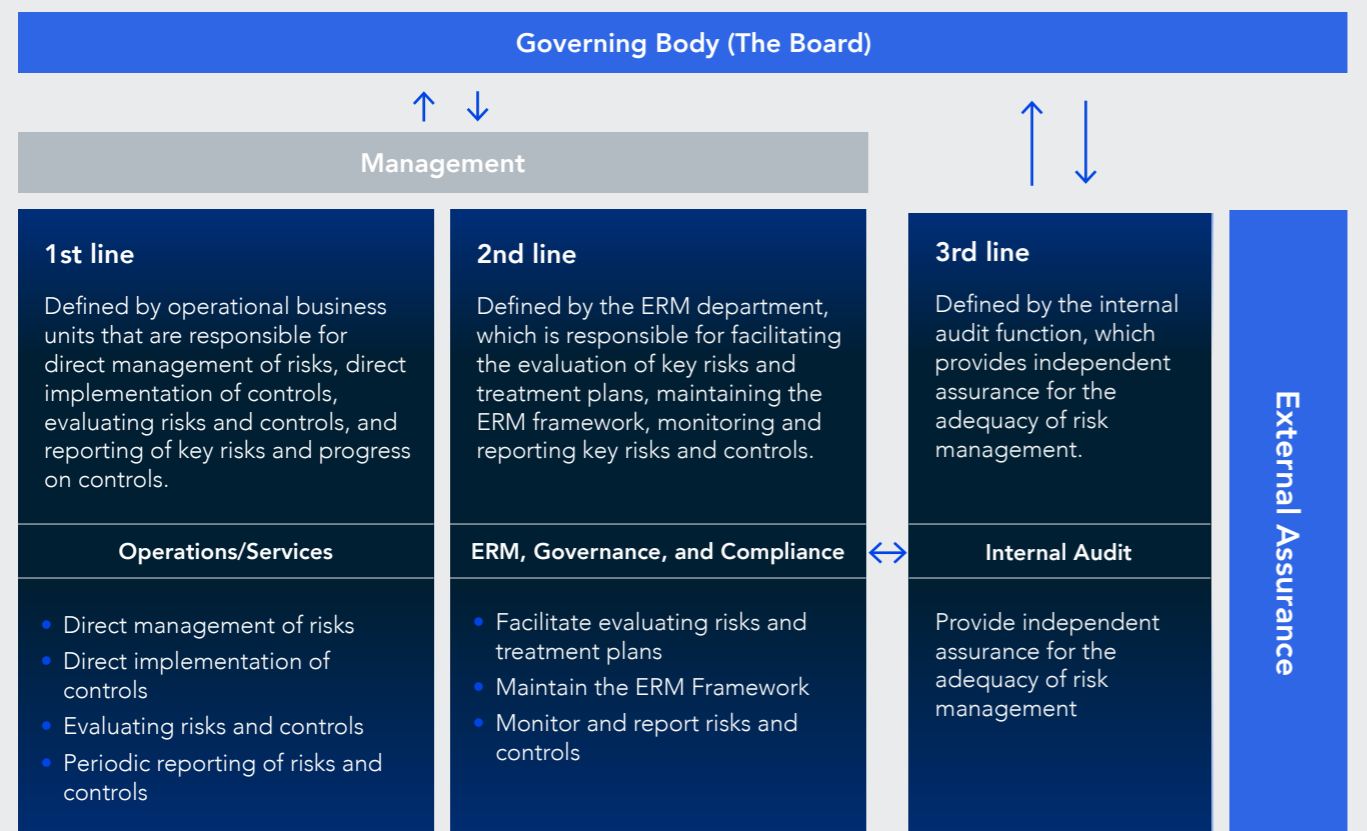 Governing Body (The Board)
Management
1st line
Defined by operational business
units that are responsible for
direct management of risks, direct
implementation of controls,
evaluating risks and controls, and
reporting of key risks and progress
on controls.
Operations/Services
Direct management of risks
Direct implementation of
controls
Evaluating risks and controls
Periodic reporting of risks and
controls
2nd line
Defined by the ERM department,
which is responsible for facilitating
the evaluation of key risks and
treatment plans, maintaining the
ERM framework, monitoring and
reporting key risks and controls.
ERM, Governance, and Compliance
Facilitate evaluating risks and
treatment plans
Maintain the ERM Framework
Monitor and report risks and
controls
3rd line
Defined by the internal
audit function, which
provides independent
assurance for the
adequacy of risk
management.
Internal Audit
Provide independent
assurance for the
adequacy of risk
management
External Assurance